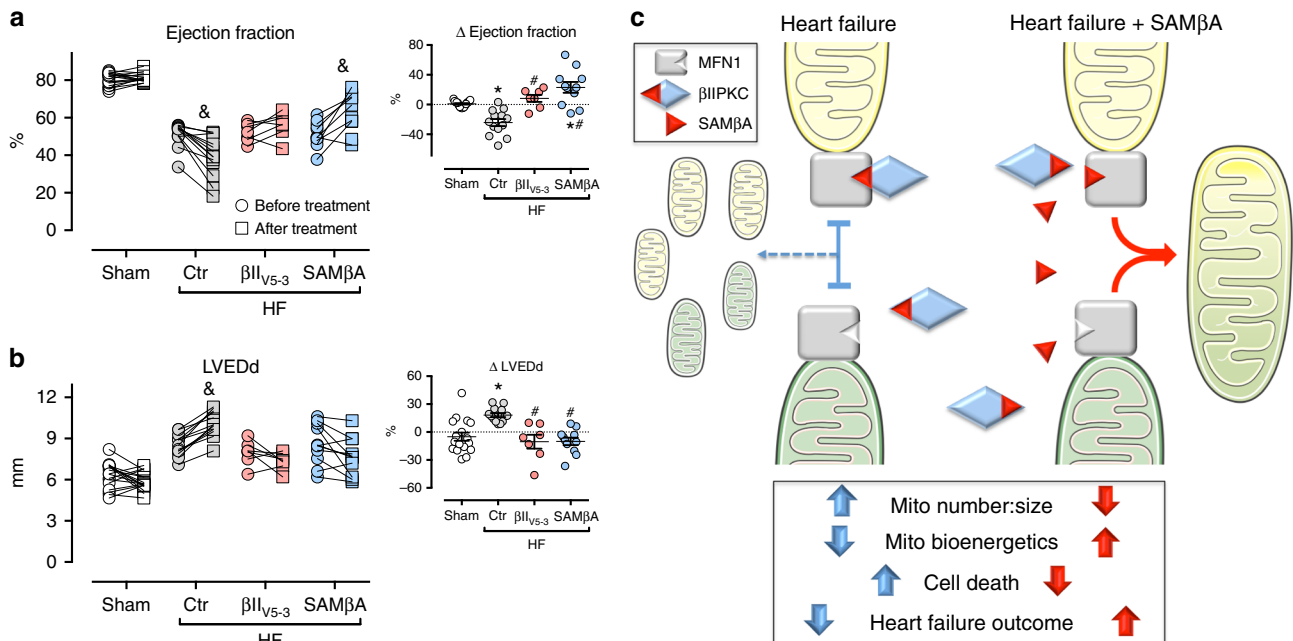 a
Ejection fraction
80
60
40
20
0
%
&
&
Before treatment
After treatment
Sham
Ctr
βIIV5-3
SAMβA
HF
Δ Ejection fraction
40
0
–40
%
*
#
*#
Sham
Ctr
βIIV5-3
SAMβA
HF
b
LVEDd
12
9
6
3
0
mm
&
Sham
Ctr
βIIV5-3
SAMβA
HF
Δ LVEDd
60
30
0
–30
–60
%
*
#
#
Sham
Ctr
βIIV5-3
SAMβA
HF
c
Heart failure
Heart failure + SAMβA
MFN1
βIIPKC
SAMβA
Mito number:size
Mito bioenergetics
Cell death
Heart failure outcome